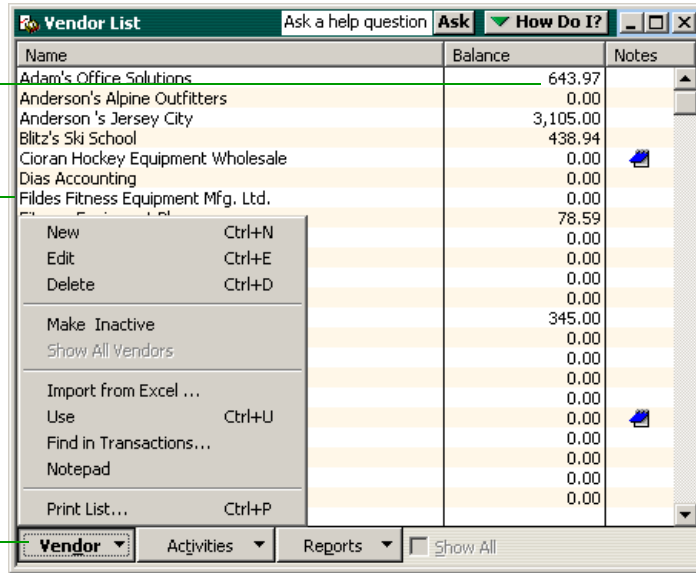 Vendor List Ask a help question Ask How Do I?
Name Balance Notes
Adam's Office Solutions 643.97
Anderson's Alpine Outfitters 0.00
Anderson 's Jersey City 3,105.00
Blitz's Ski School 438.94
Cioran Hockey Equipment Wholesale 0.00
Dias Accounting 0.00
Fildes Fitness Equipment Mfg. Ltd. 0.00
78.59
New Ctrl+N 0.00
Edit Ctrl+E 0.00
Delete Ctrl+D 0.00
0.00
Make Inactive 345.00
Show All Vendors 0.00
0.00
Import from Excel ... 0.00
0.00
Use Ctrl+U 0.00
Find in Transactions... 0.00
0.00
Notepad 0.00
Print List... Ctrl+P 0.00
Vendor Activities Reports Show All